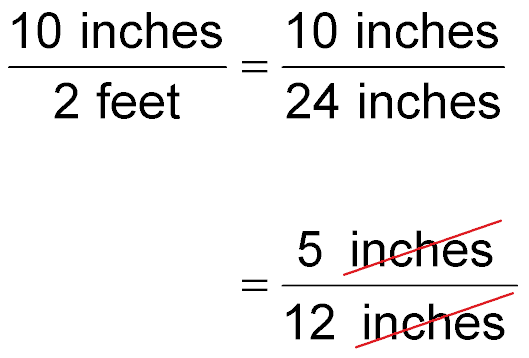 10 inches = 10 inches
2 feet 24 inches
= 5 inches
12 inches